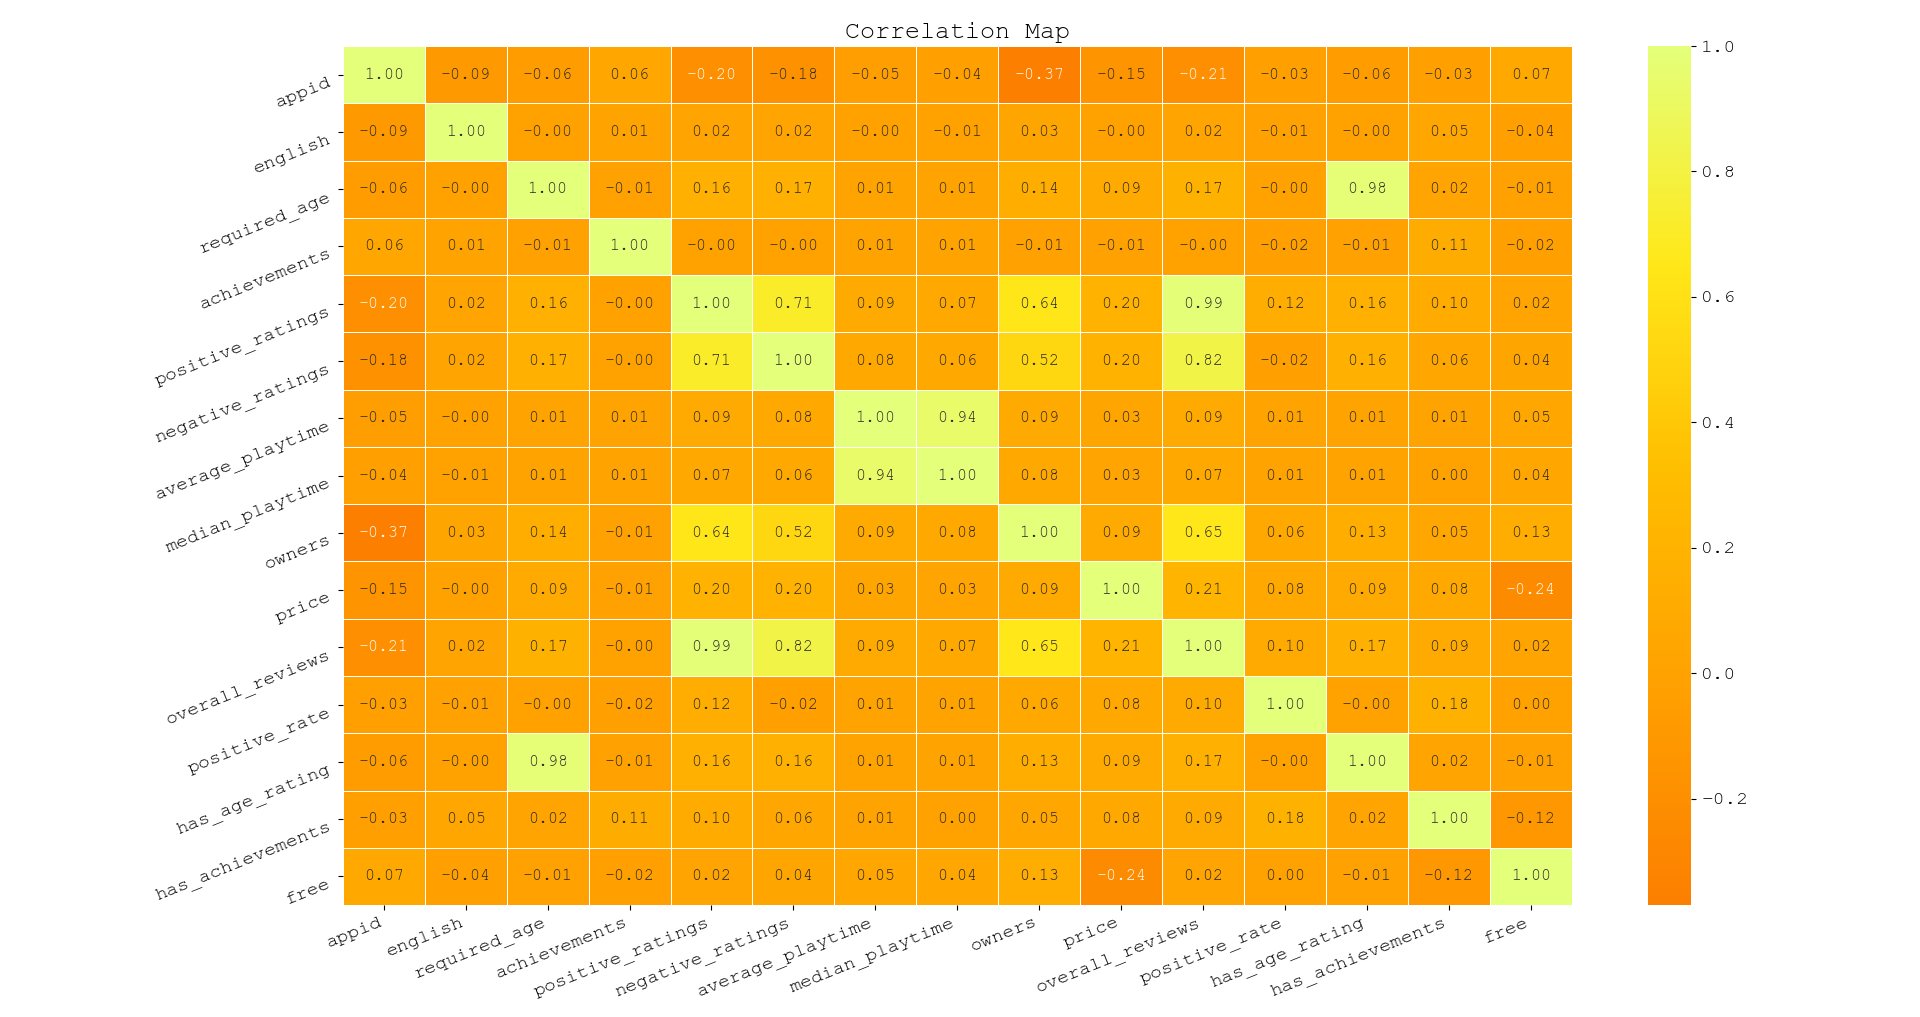 Correlation Map
appid 1.00 -0.09 -0.06 0.06 -0.20 -0.18 -0.05 -0.04 -0.37 -0.15 -0.21 -0.03 -0.06 -0.03 0.07
english -0.09 1.00 -0.00 0.01 0.02 0.02 -0.00 -0.01 0.03 -0.00 0.02 -0.01 -0.00 0.05 -0.04
required_age -0.06 -0.00 1.00 -0.01 0.16 0.17 0.01 0.01 0.14 0.09 0.17 -0.00 0.98 0.02 -0.01
achievements 0.06 0.01 -0.01 1.00 -0.00 -0.00 0.01 0.01 -0.01 -0.01 -0.00 -0.02 -0.01 0.11 -0.02
positive_ratings -0.20 0.02 0.16 -0.00 1.00 0.71 0.09 0.07 0.64 0.20 0.99 0.12 0.16 0.10 0.02
negative_ratings -0.18 0.02 0.17 -0.00 0.71 1.00 0.08 0.06 0.52 0.20 0.82 -0.02 0.16 0.06 0.04
average_playtime -0.05 -0.00 0.01 0.01 0.09 0.08 1.00 0.94 0.09 0.03 0.09 0.01 0.01 0.01 0.05
median_playtime -0.04 -0.01 0.01 0.01 0.07 0.06 0.94 1.00 0.08 0.03 0.07 0.01 0.01 0.00 0.04
owners -0.37 0.03 0.14 -0.01 0.64 0.52 0.09 0.08 1.00 0.09 0.65 0.06 0.13 0.05 0.13
price -0.15 -0.00 0.09 -0.01 0.20 0.20 0.03 0.03 0.09 1.00 0.21 0.08 0.09 0.08 -0.24
overall_reviews -0.21 0.02 0.17 -0.00 0.99 0.82 0.09 0.07 0.65 0.21 1.00 0.10 0.17 0.09 0.02
positive_rate -0.03 -0.01 -0.00 -0.02 0.12 -0.02 0.01 0.01 0.06 0.08 0.10 1.00 -0.00 0.18 0.00
has_age_rating -0.06 -0.00 0.98 -0.01 0.16 0.16 0.01 0.01 0.13 0.09 0.17 -0.00 1.00 0.02 -0.01
has_achievements -0.03 0.05 0.02 0.11 0.10 0.06 0.01 0.00 0.05 0.08 0.09 0.18 0.02 1.00 -0.12
free 0.07 -0.04 -0.01 -0.02 0.02 0.04 0.05 0.04 0.13 -0.24 0.02 0.00 -0.01 -0.12 1.00
appid english required_age achievements positive_ratings negative_ratings average_playtime median_playtime owners price overall_reviews positive_rate has_age_rating has_achievements free
1.0
0.8
0.6
0.4
0.2
0.0
-0.2